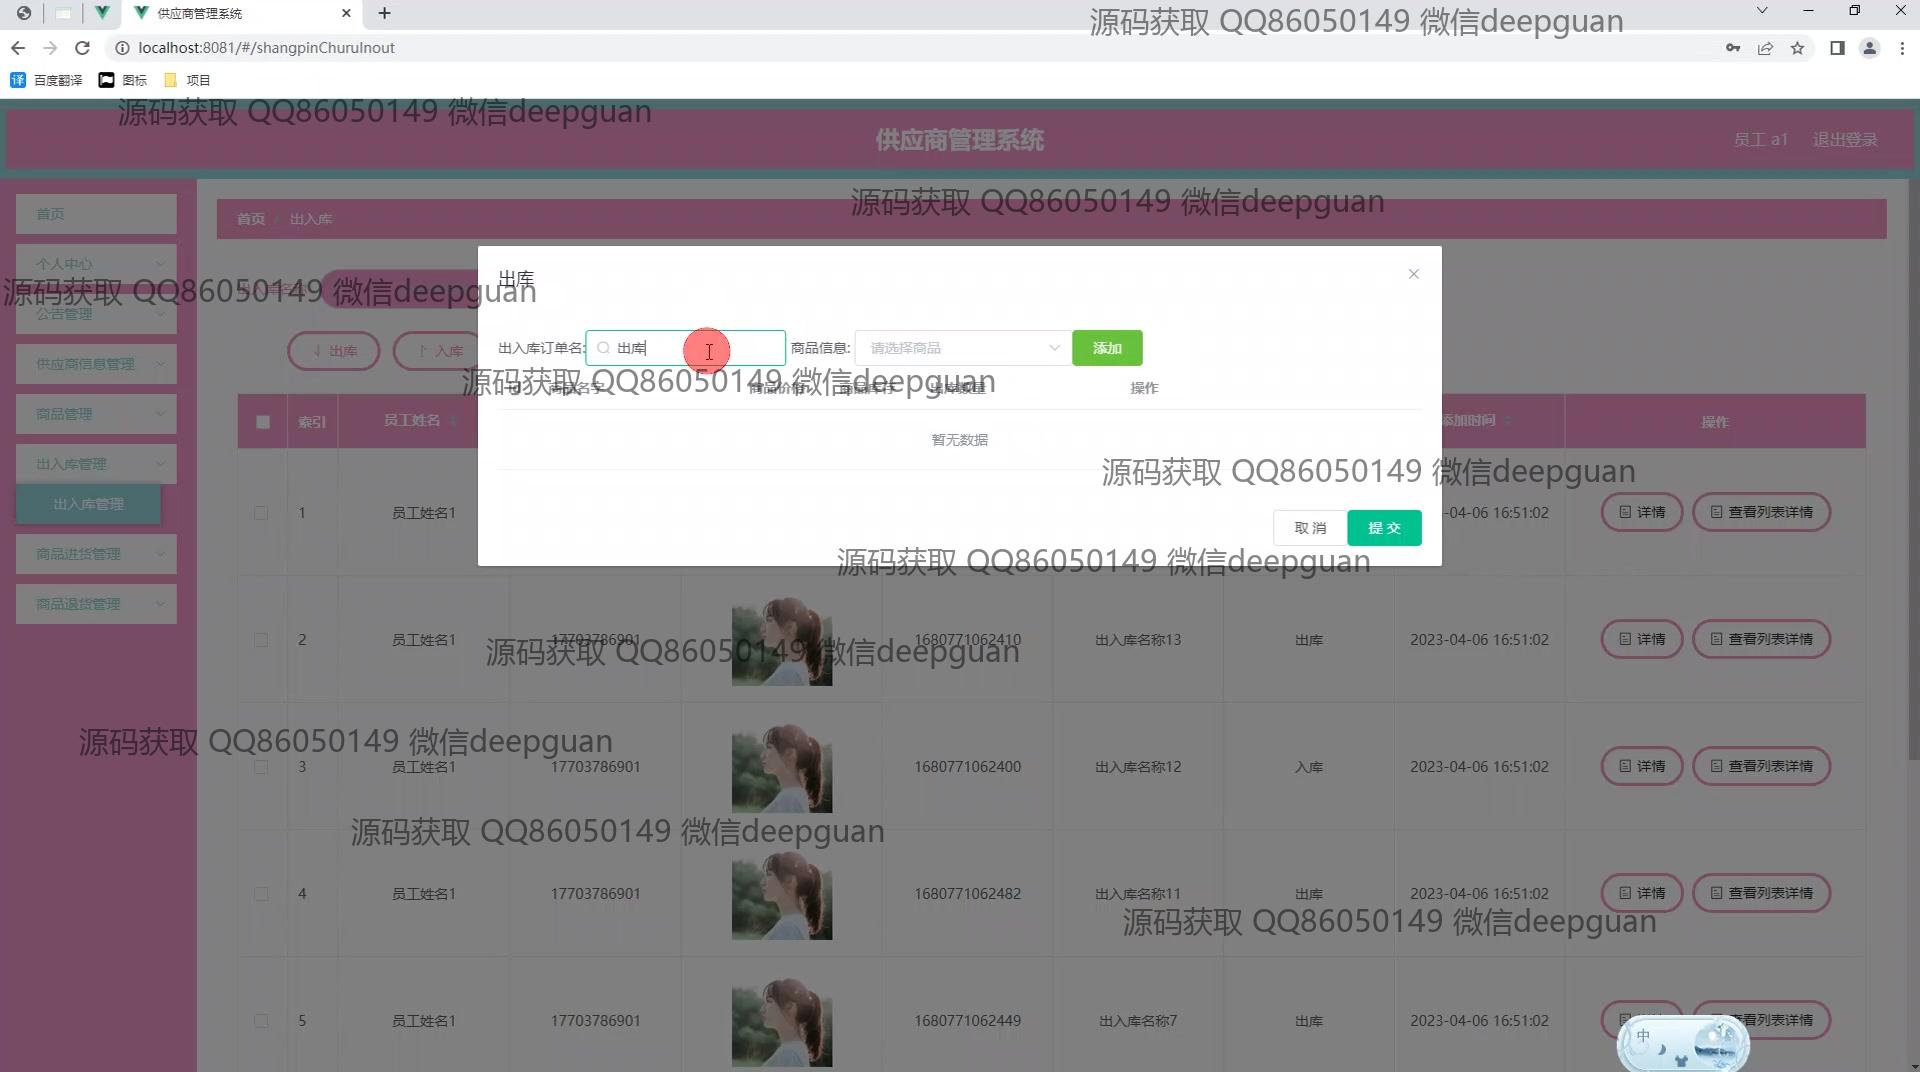 供应商管理系统
localhost:8081/#/shangpinChuruInout
百度翻译 图标 项目
源码获取 QQ86050149 微信deepguan
源码获取 QQ86050149 微信deepguan
供应商管理系统
员工 a1 退出登录
源码获取 QQ86050149 微信deepguan
首页
个人中心
公告管理
供应商信息管理
商品管理
出入库管理
出入库管理
商品进货管理
商品退货管理
首页 / 出入库
源码获取 QQ86050149 微信deepguan
出库 入库
出库
出入库订单名: 出库 商品信息: 请选择商品 添加
源码获取 QQ86050149 微信deepguan
商品名字 商品价格 商品库存 出库数量 操作
暂无数据
源码获取 QQ86050149 微信deepguan
取 消 提 交
源码获取 QQ86050149 微信deepguan
索引 员工姓名 添加时间 操作
1 员工姓名1 -04-06 16:51:02 详情 查看列表详情
2 员工姓名1 17703786901 1680771062410 出入库名称13 出库 2023-04-06 16:51:02 详情 查看列表详情
源码获取 QQ86050149 微信deepguan
源码获取 QQ86050149 微信deepguan
3 员工姓名1 17703786901 1680771062400 出入库名称12 入库 2023-04-06 16:51:02 详情 查看列表详情
源码获取 QQ86050149 微信deepguan
4 员工姓名1 17703786901 1680771062482 出入库名称11 出库 2023-04-06 16:51:02 详情 查看列表详情
源码获取 QQ86050149 微信deepguan
5 员工姓名1 17703786901 1680771062449 出入库名称7 出库 2023-04-06 16:51:02 查看列表详情
中